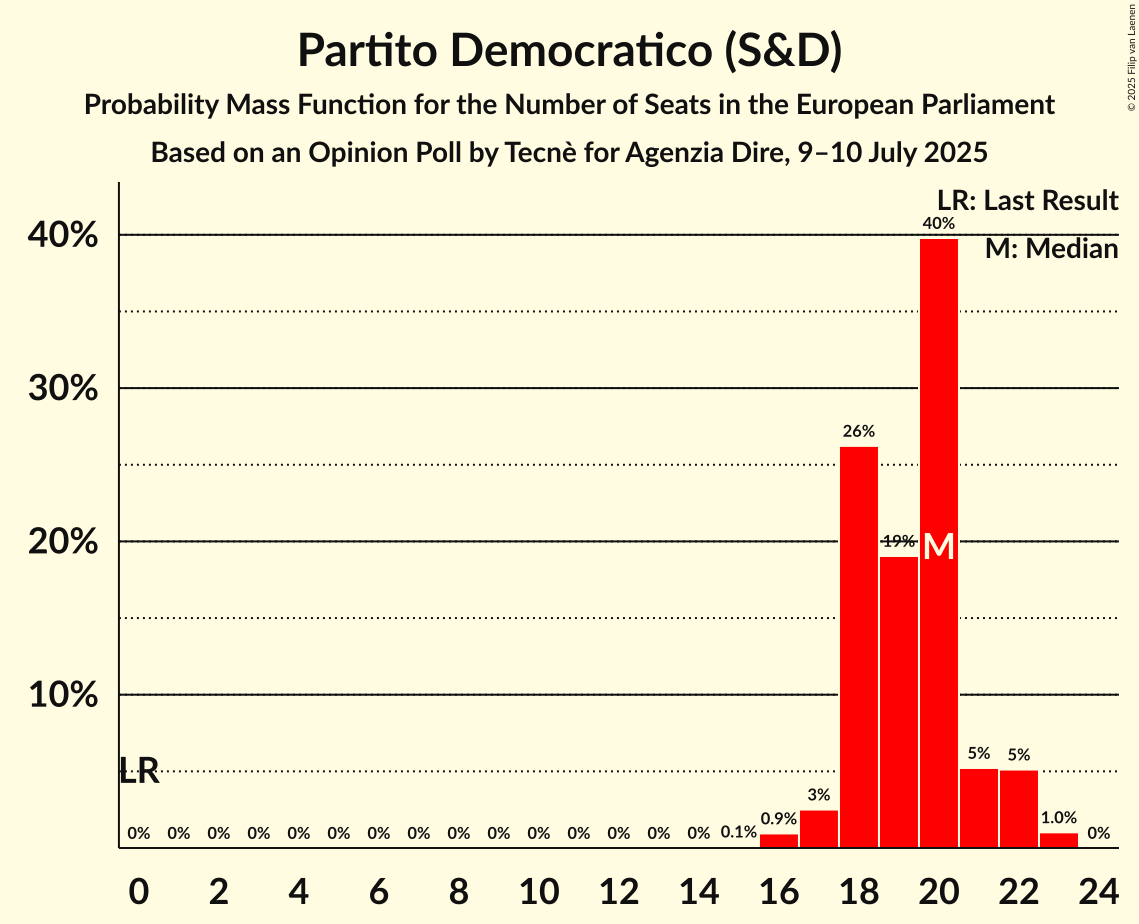 Partito Democratico (S&D)
Probability Mass Function for the Number of Seats in the European Parliament
Based on an Opinion Poll by Tecnè for Agenzia Dire, 9–10 July 2025
© 2025 Filip van Laenen
LR: Last Result
M: Median
40%
30%
20%
10%
LR
0% 0% 0% 0% 0% 0% 0% 0% 0% 0% 0% 0% 0% 0% 0% 0.1% 0.9% 3% 26% 19% 40% 5% 5% 1.0% 0%
M
0 2 4 6 8 10 12 14 16 18 20 22 24